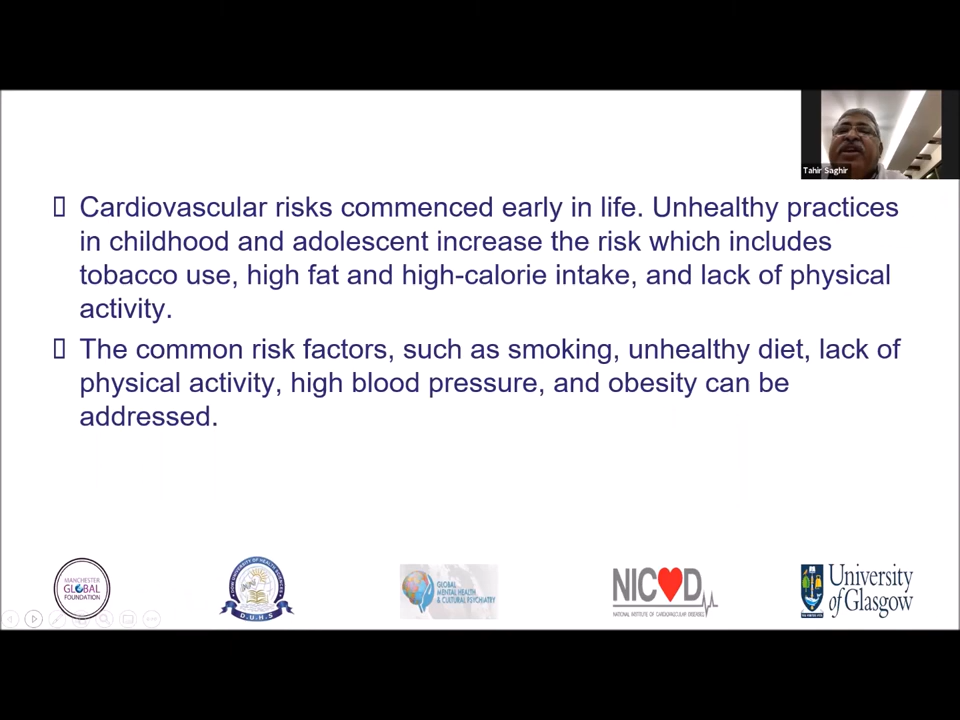 Tahir Saghir
Cardiovascular risks commenced early in life. Unhealthy practices
in childhood and adolescent increase the risk which includes
tobacco use, high fat and high-calorie intake, and lack of physical
activity.
The common risk factors, such as smoking, unhealthy diet, lack of
physical activity, high blood pressure, and obesity can be
addressed.
MANCHESTER
GLOBAL
FOUNDATION
D.U.H.S
GLOBAL
MENTAL HEALTH
& CULTURAL PSYCHIATRY
NICVD
NATIONAL INSTITUTE OF CARDIOVASCULAR DISEASES
University
of Glasgow